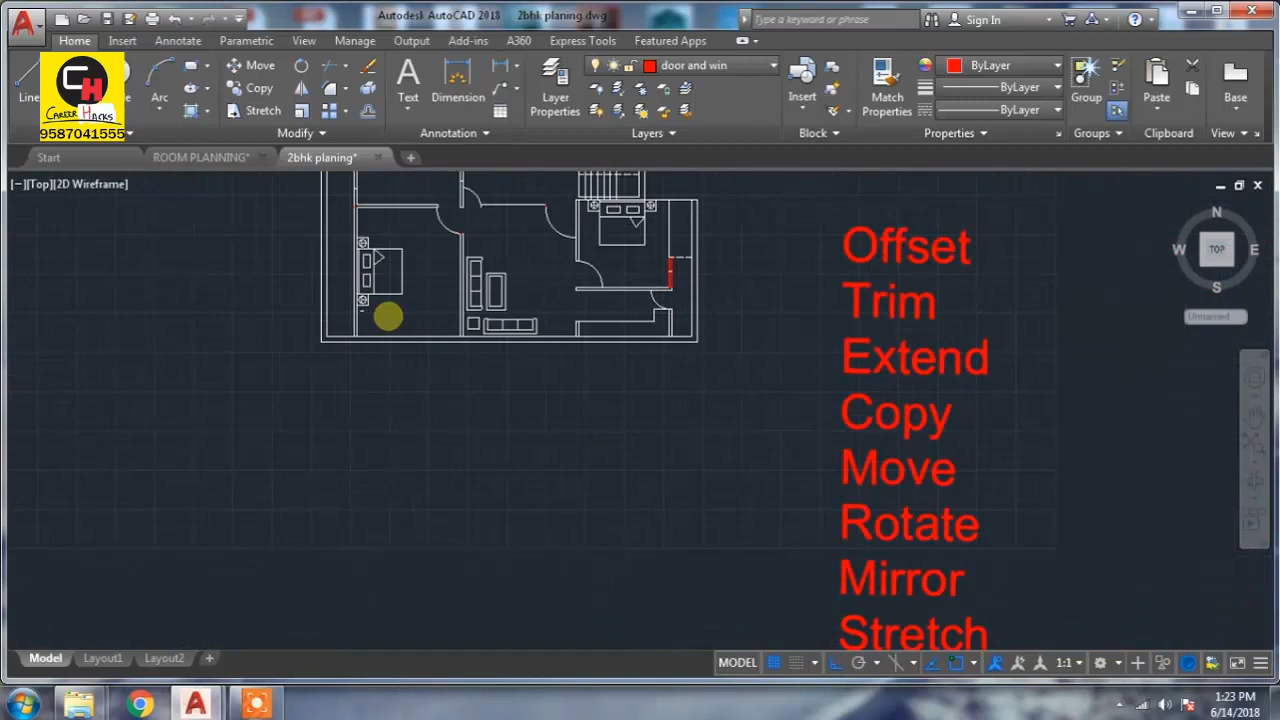 Autodesk AutoCAD 2018 2bhk planing.dwg
Type a keyword or phrase
Sign In
Home Insert Annotate Parametric View Manage Output Add-ins A360 Express Tools Featured Apps
Line
Arc
Move
Copy
Stretch
Modify
Text
Dimension
Annotation
Layer
Properties
door and win
Layers
Insert
Block
Match
Properties
ByLayer
ByLayer
ByLayer
Properties
Group
Groups
Paste
Clipboard
Base
View
CH
CAREER HACKS
9587041555
Start ROOM PLANNING* 2bhk planing*
[−][Top][2D Wireframe]
N
W TOP E
S
Unnamed
Offset
Trim
Extend
Copy
Move
Rotate
Mirror
Stretch
Model Layout1 Layout2
MODEL 1:1
1:23 PM
6/14/2018